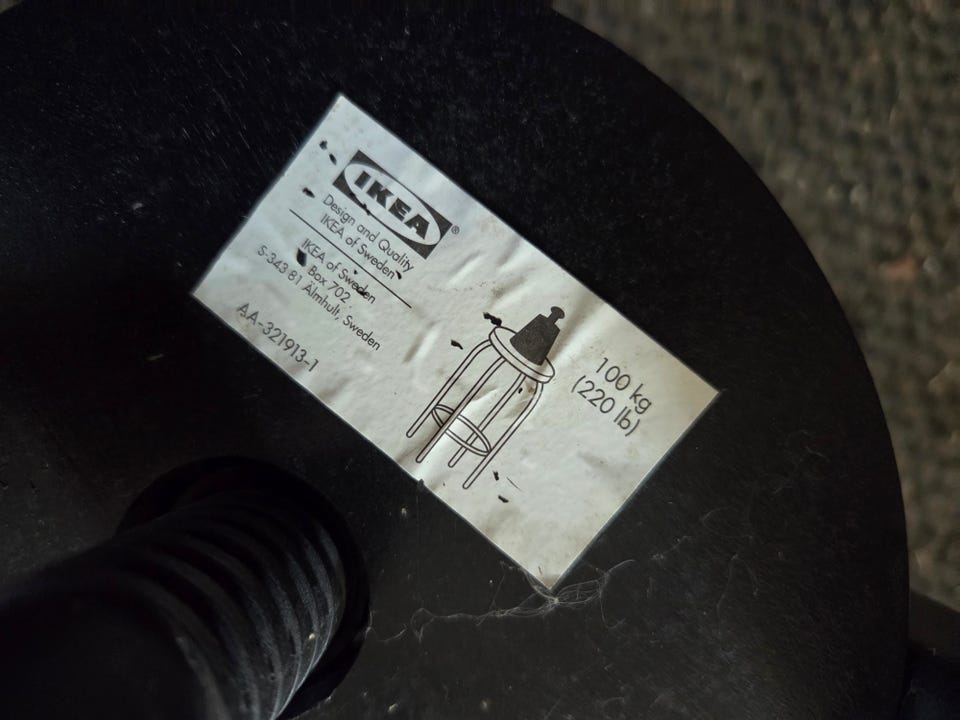 IKEA®
Design and Quality
IKEA of Sweden
IKEA of Sweden
Box 702
S-343 81 Älmhult, Sweden
AA-321913-1
100 kg
(220 lb)